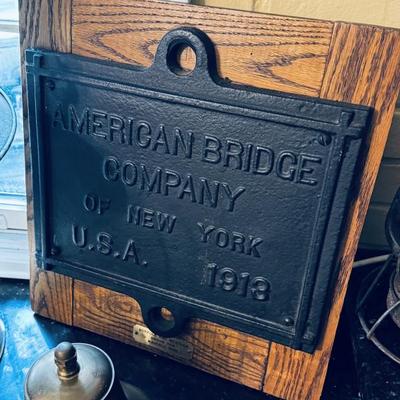 AMERICAN BRIDGE
COMPANY
OF NEW YORK
U.S.A. 1913